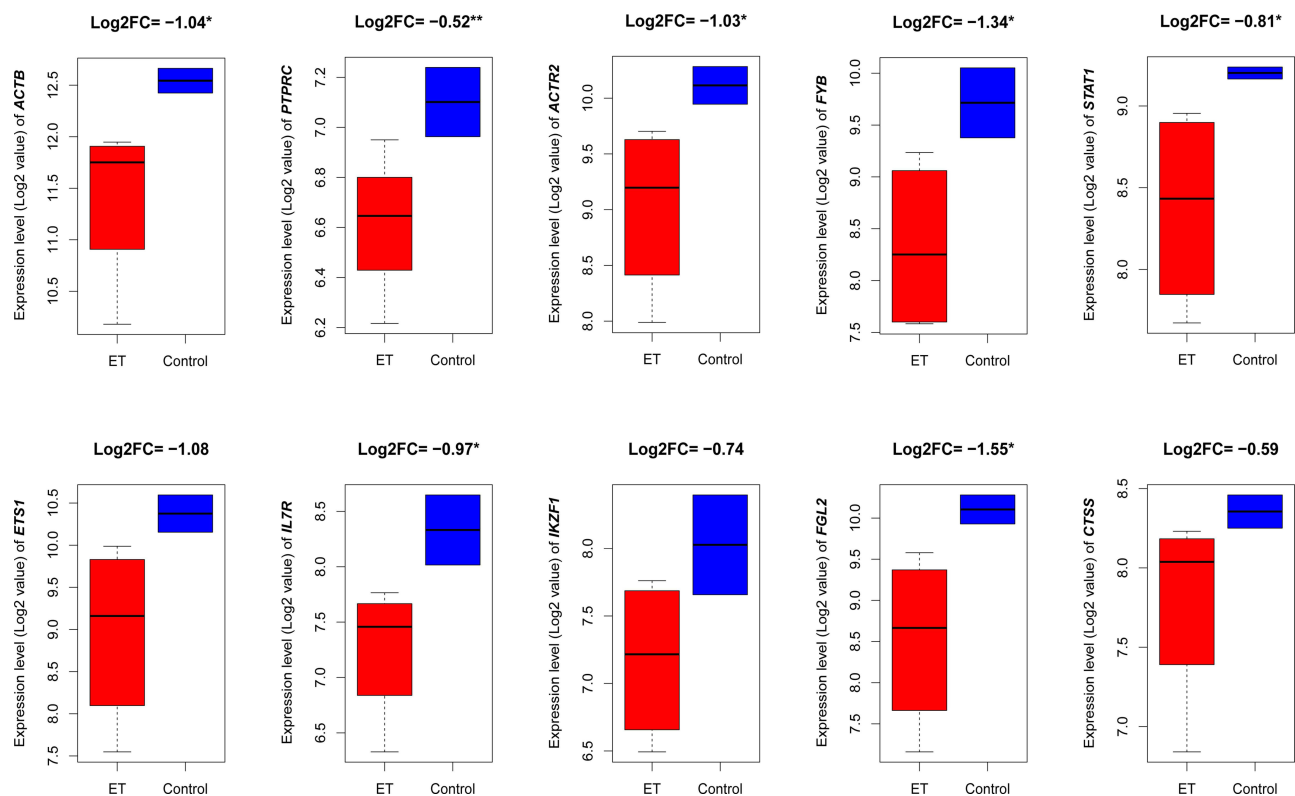 Log2FC= −1.04*
Expression level (Log2 value) of ACTB
12.5
12.0
11.5
11.0
10.5
ET Control
Log2FC= −0.52**
Expression level (Log2 value) of PTPRC
7.2
7.0
6.8
6.6
6.4
6.2
ET Control
Log2FC= −1.03*
Expression level (Log2 value) of ACTR2
10.0
9.5
9.0
8.5
8.0
ET Control
Log2FC= −1.34*
Expression level (Log2 value) of FYB
10.0
9.5
9.0
8.5
8.0
7.5
ET Control
Log2FC= −0.81*
Expression level (Log2 value) of STAT1
9.0
8.5
8.0
ET Control
Log2FC= −1.08
Expression level (Log2 value) of ETS1
10.5
10.0
9.5
9.0
8.5
8.0
7.5
ET Control
Log2FC= −0.97*
Expression level (Log2 value) of IL7R
8.5
8.0
7.5
7.0
6.5
ET Control
Log2FC= −0.74
Expression level (Log2 value) of IKZF1
8.0
7.5
7.0
6.5
ET Control
Log2FC= −1.55*
Expression level (Log2 value) of FGL2
10.0
9.5
9.0
8.5
8.0
7.5
ET Control
Log2FC= −0.59
Expression level (Log2 value) of CTSS
8.5
8.0
7.5
7.0
ET Control